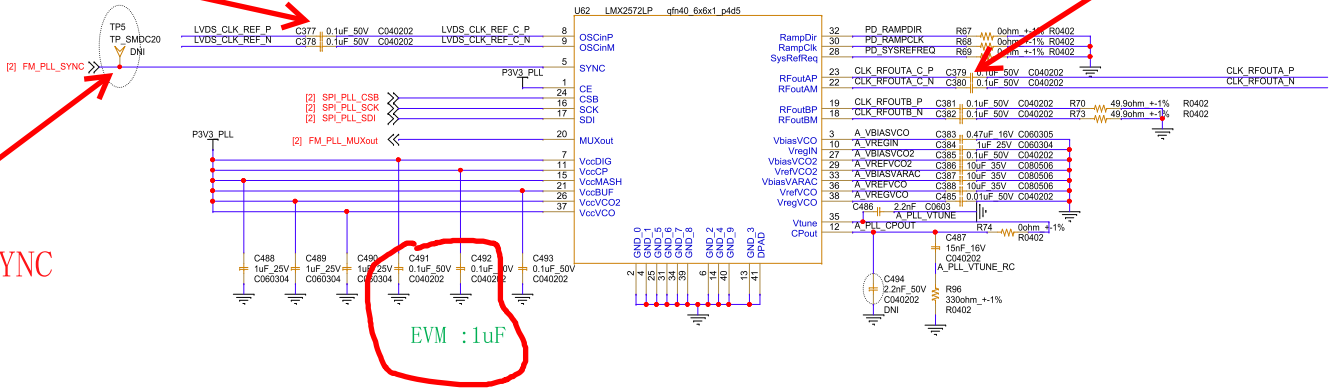 U62 LMX2572LP qfn40_6x6x1_p4d5
TP5
TP_SMDC20
DNI
LVDS_CLK_REF_P C377 0.1uF_50V C040202 LVDS_CLK_REF_C_P 8 OSCinP
LVDS_CLK_REF_N C378 0.1uF_50V C040202 LVDS_CLK_REF_C_N 9 OSCinM
[2] FM_PLL_SYNC 5 SYNC
P3V3_PLL 1 CE
[2] SPI_PLL_CSB 24 CSB
[2] SPI_PLL_SCK 16 SCK
[2] SPI_PLL_SDI 17 SDI
[2] FM_PLL_MUXout 20 MUXout
P3V3_PLL
7 VccDIG
11 VccCP
15 VccMASH
21 VccBUF
26 VccVCO2
37 VccVCO
RampDir 32 PD_RAMPDIR R67 0ohm_+-1% R0402
RampClk 30 PD_RAMPCLK R68 0ohm_+-1% R0402
SysRefReq 28 PD_SYSREFREQ R69 0ohm_+-1% R0402
RFoutAP 23 CLK_RFOUTA_C_P C379 0.1uF_50V C040202 CLK_RFOUTA_P
RFoutAM 22 CLK_RFOUTA_C_N C380 0.1uF_50V C040202 CLK_RFOUTA_N
RFoutBP 19 CLK_RFOUTB_P C381 0.1uF_50V C040202 R70 49.9ohm_+-1% R0402
RFoutBM 18 CLK_RFOUTB_N C382 0.1uF_50V C040202 R73 49.9ohm_+-1% R0402
VbiasVCO 3 A_VBIASVCO C383 0.47uF_16V C060305
VregIN 10 A_VREGIN C384 1uF_25V C060304
VbiasVCO2 27 A_VBIASVCO2 C385 0.1uF_50V C040202
VrefVCO2 29 A_VREFVCO2 C386 10uF_35V C080506
VbiasVARAC 33 A_VBIASVARAC C387 10uF_35V C080506
VrefVCO 36 A_VREFVCO C388 10uF_35V C080506
VregVCO 38 A_VREGVCO C485 0.01uF_50V C040202
C486 2.2nF C0603
Vtune 35 A_PLL_VTUNE
CPout 12 A_PLL_CPOUT R74 0ohm_+-1%
R0402
C487
15nF_16V
C040202
A_PLL_VTUNE_RC
C494
2.2nF_50V
C040202
DNI
R96
330ohm_+-1%
R0402
GND_0 GND_1 GND_5 GND_6 GND_7 GND_8 GND_2 GND_4 GND_9 GND_3 DPAD
2 4 25 31 34 39 6 14 40 13 41
C488 C489 C490 C491 C492 C493
1uF_25V 1uF_25V 1uF_25V 0.1uF_50V 0.1uF_50V 0.1uF_50V
C060304 C060304 C060304 C040202 C040202 C040202
YNC
EVM :1uF